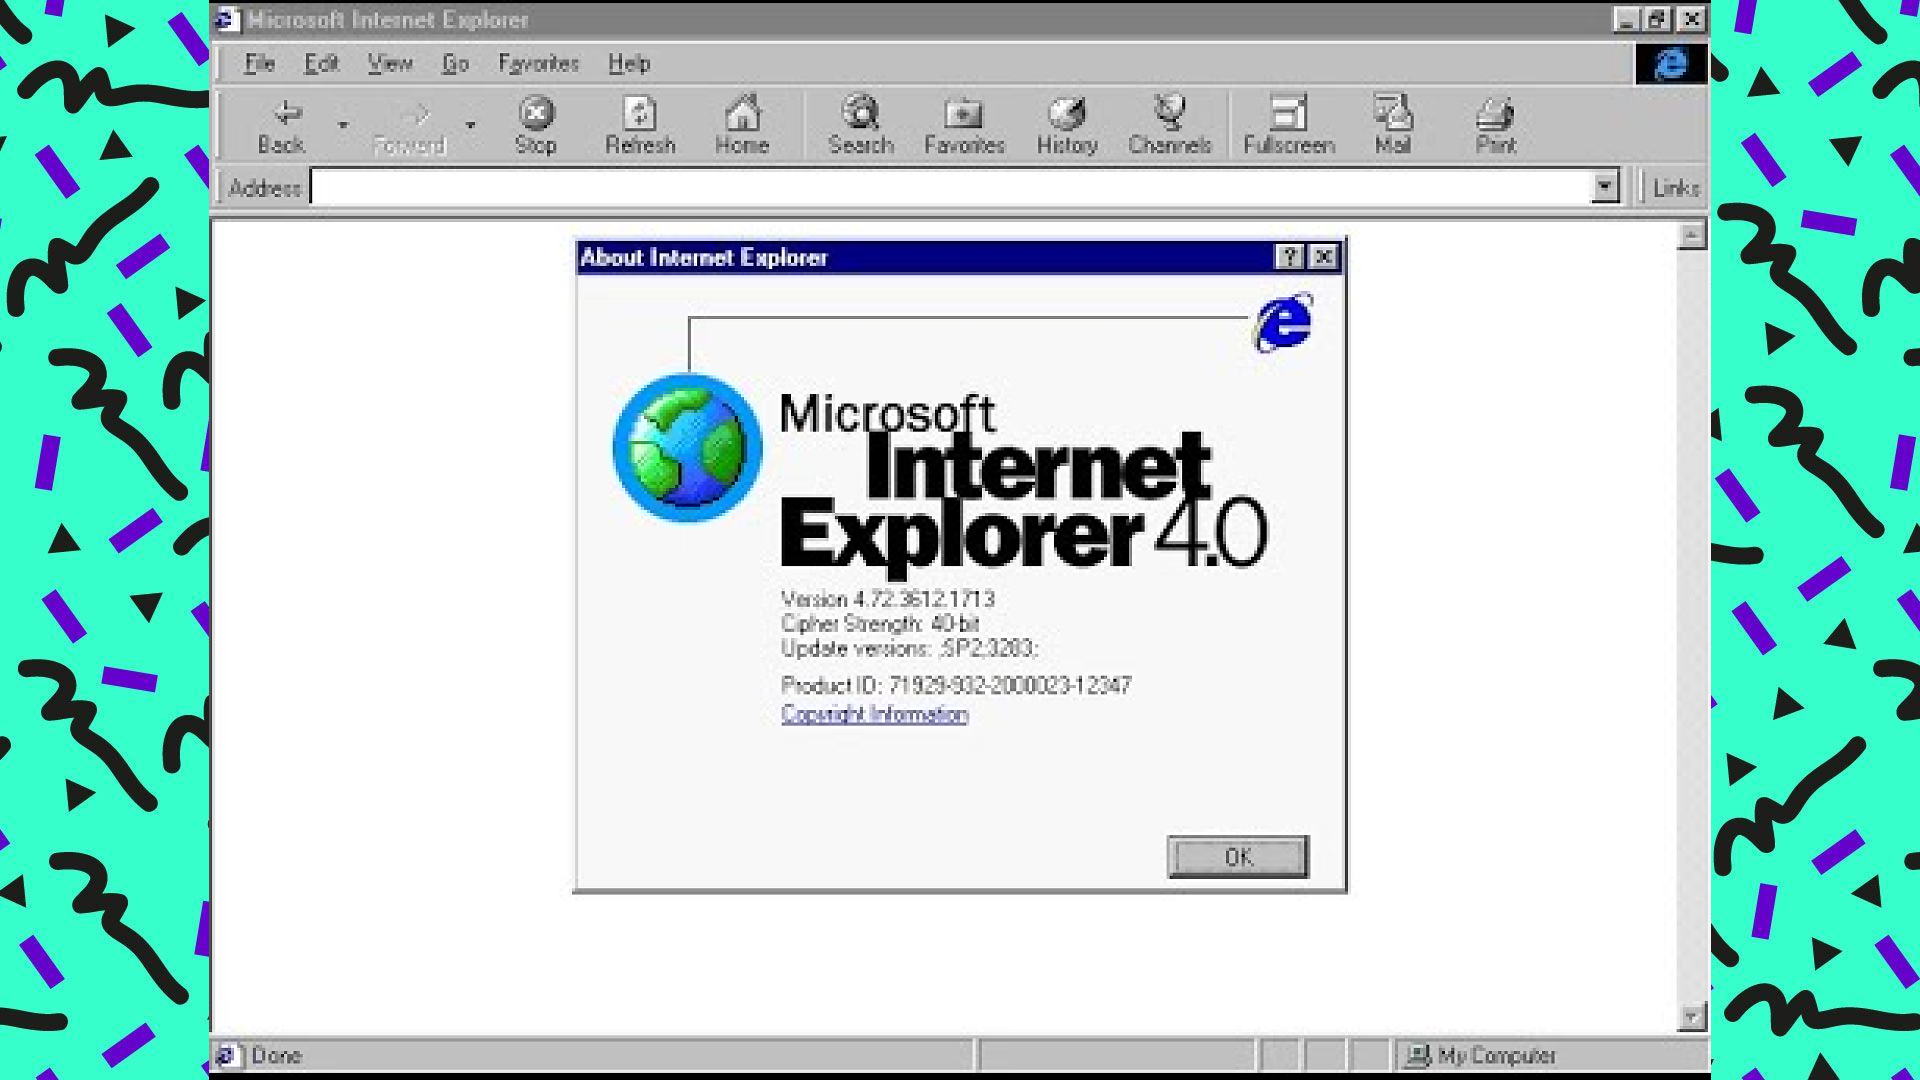 Microsoft Internet Explorer
File Edit View Go Favorites Help
Back Forward Stop Refresh Home Search Favorites History Channels Fullscreen Mail Print
Address Links
About Internet Explorer
Microsoft
Internet
Explorer 4.0
Version 4.72.3612.1713
Cipher Strength: 40-bit
Update versions: ;SP2;3283;
Product ID: 71929-932-2000023-12347
Copyright Information
OK
Done My Computer